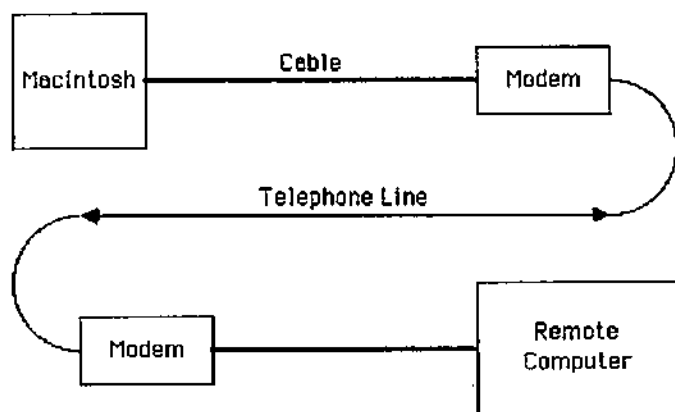 Macintosh
Cable
Modem
Telephone Line
Modem
Remote
Computer